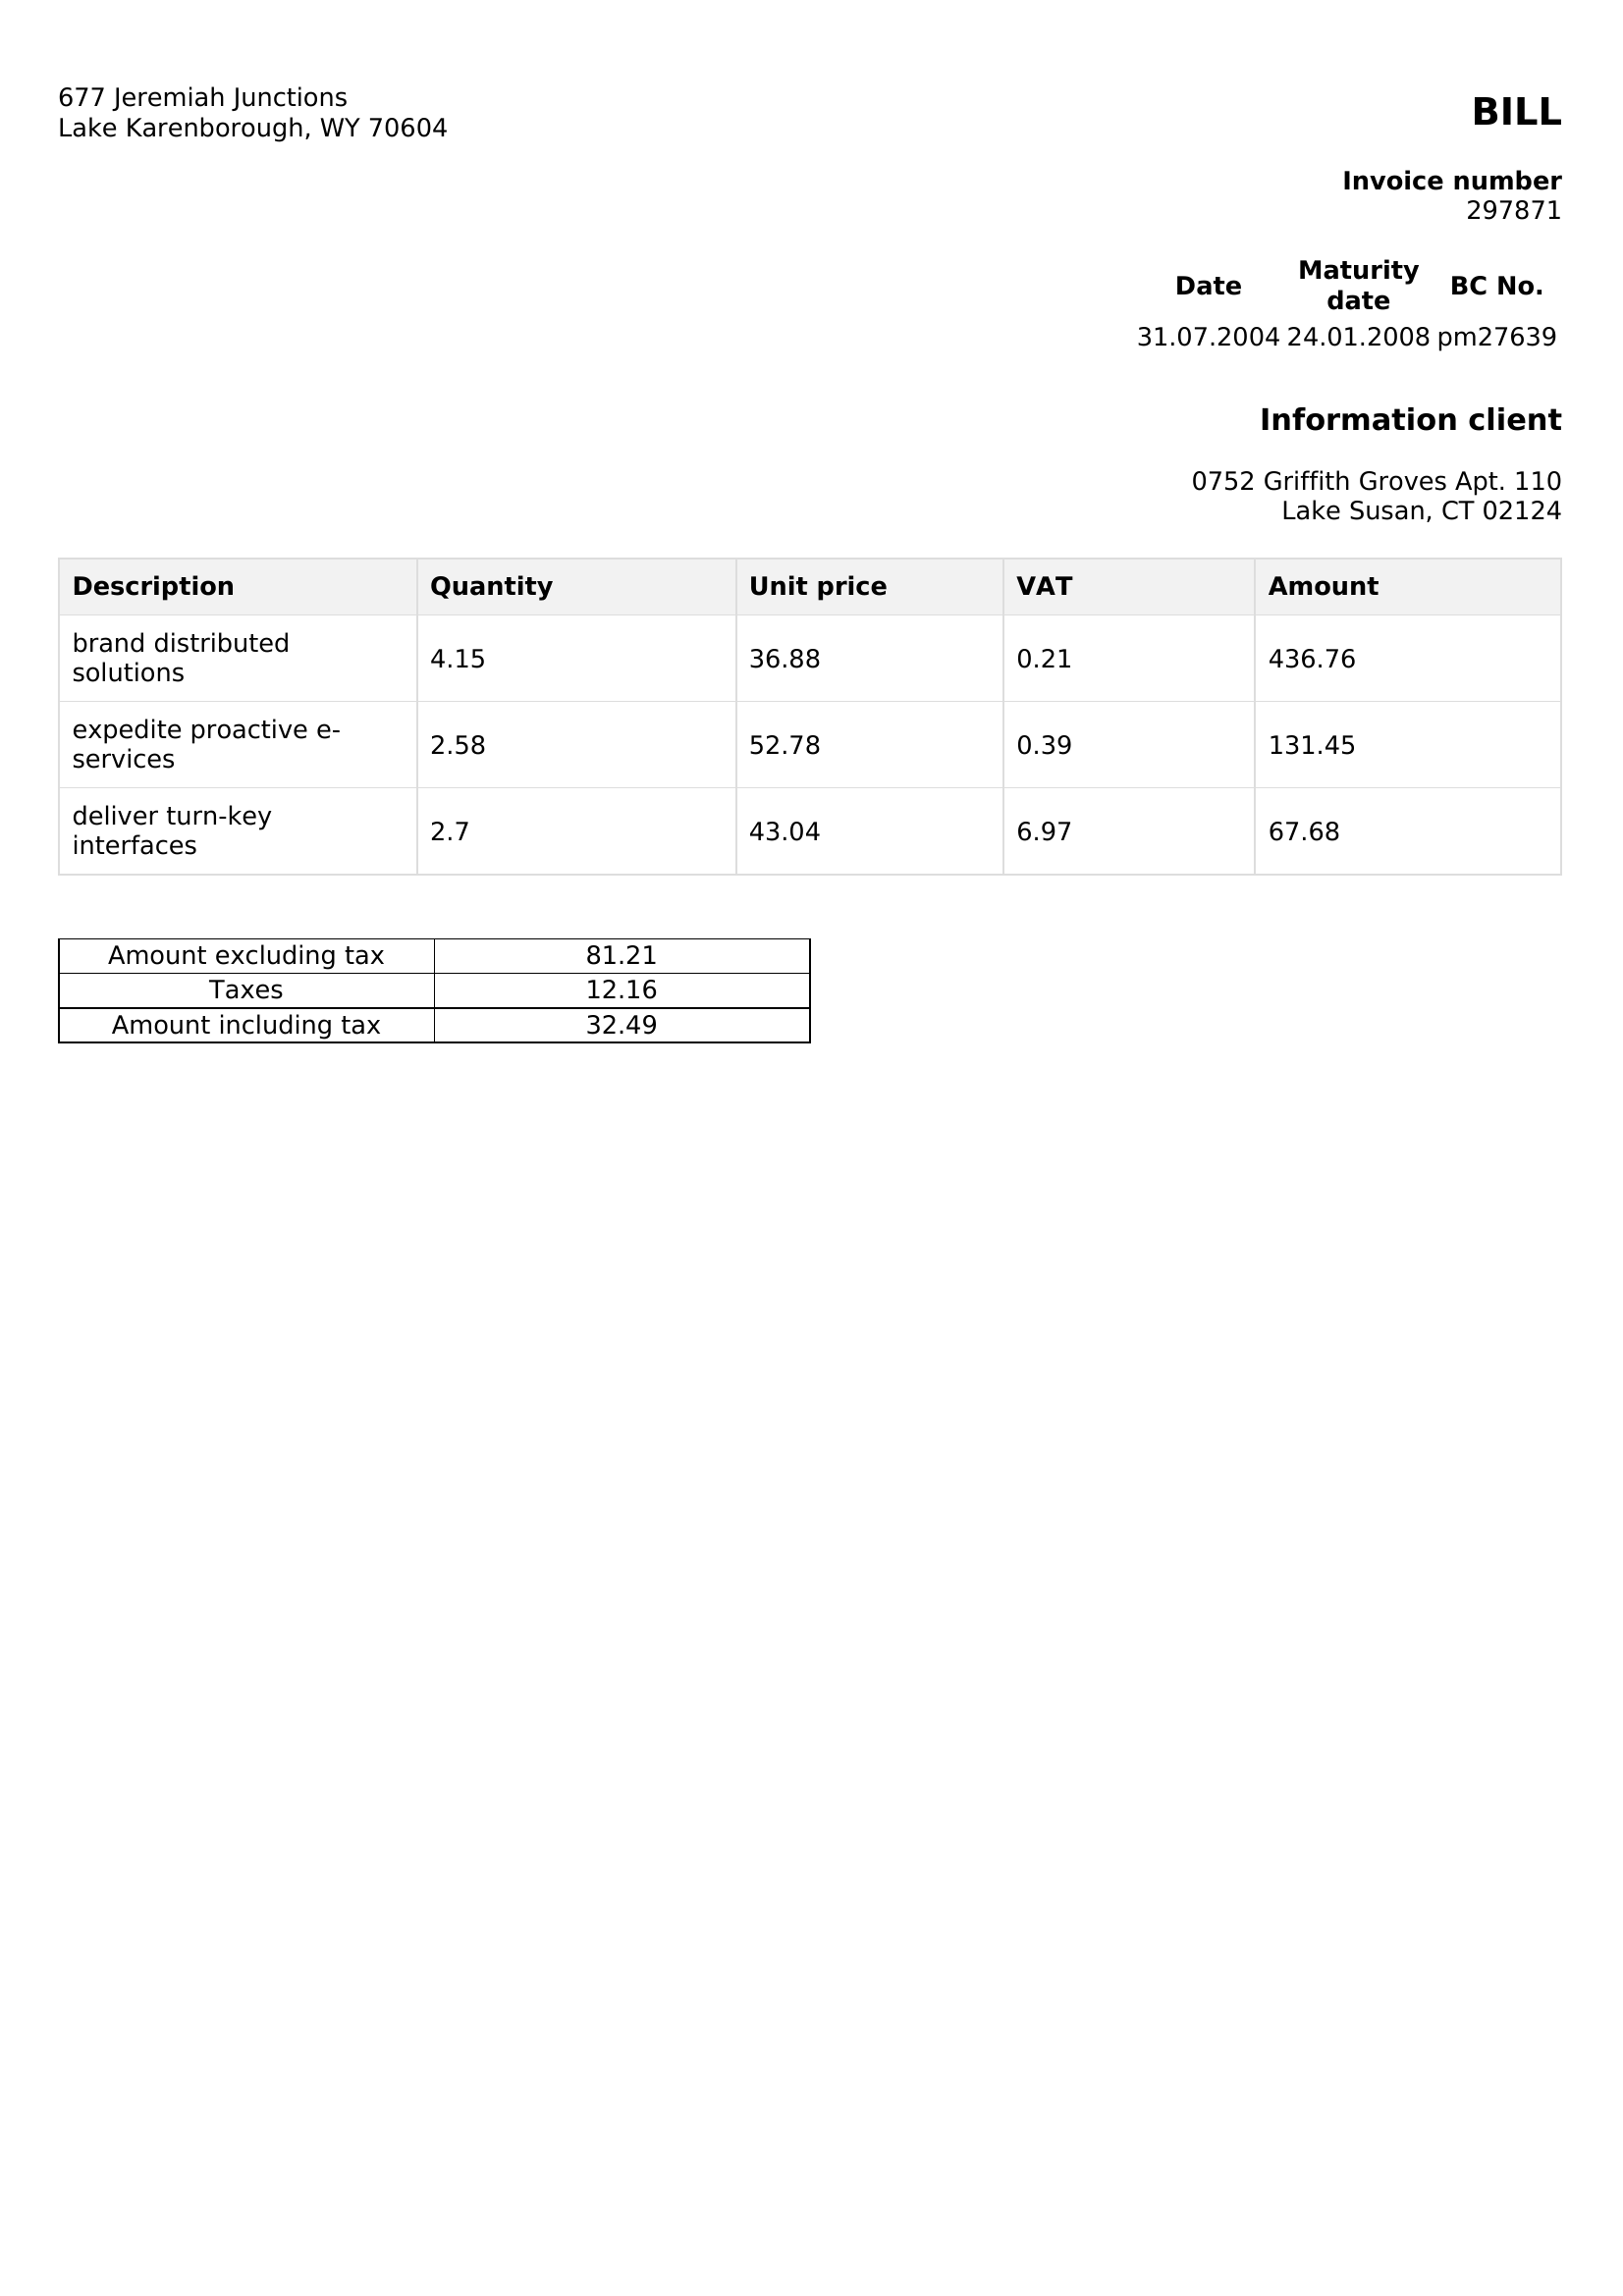 677 Jeremiah Junctions
Lake Karenborough, WY 70604
BILL
Invoice number
297871
Date Maturity date BC No.
31.07.2004 24.01.2008 pm27639
Information client
0752 Griffith Groves Apt. 110
Lake Susan, CT 02124
Description Quantity Unit price VAT Amount
brand distributed
solutions 4.15 36.88 0.21 436.76
expedite proactive e-
services 2.58 52.78 0.39 131.45
deliver turn-key
interfaces 2.7 43.04 6.97 67.68
Amount excluding tax 81.21
Taxes 12.16
Amount including tax 32.49